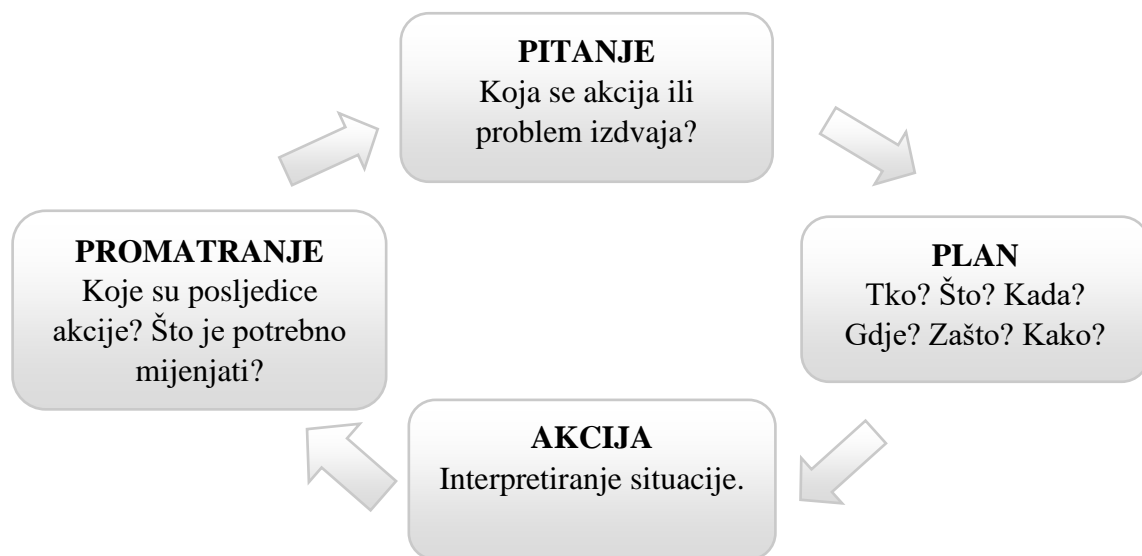 PITANJE
Koja se akcija ili
problem izdvaja?
PLAN
Tko? Što? Kada?
Gdje? Zašto? Kako?
AKCIJA
Interpretiranje situacije.
PROMATRANJE
Koje su posljedice
akcije? Što je potrebno
mijenjati?